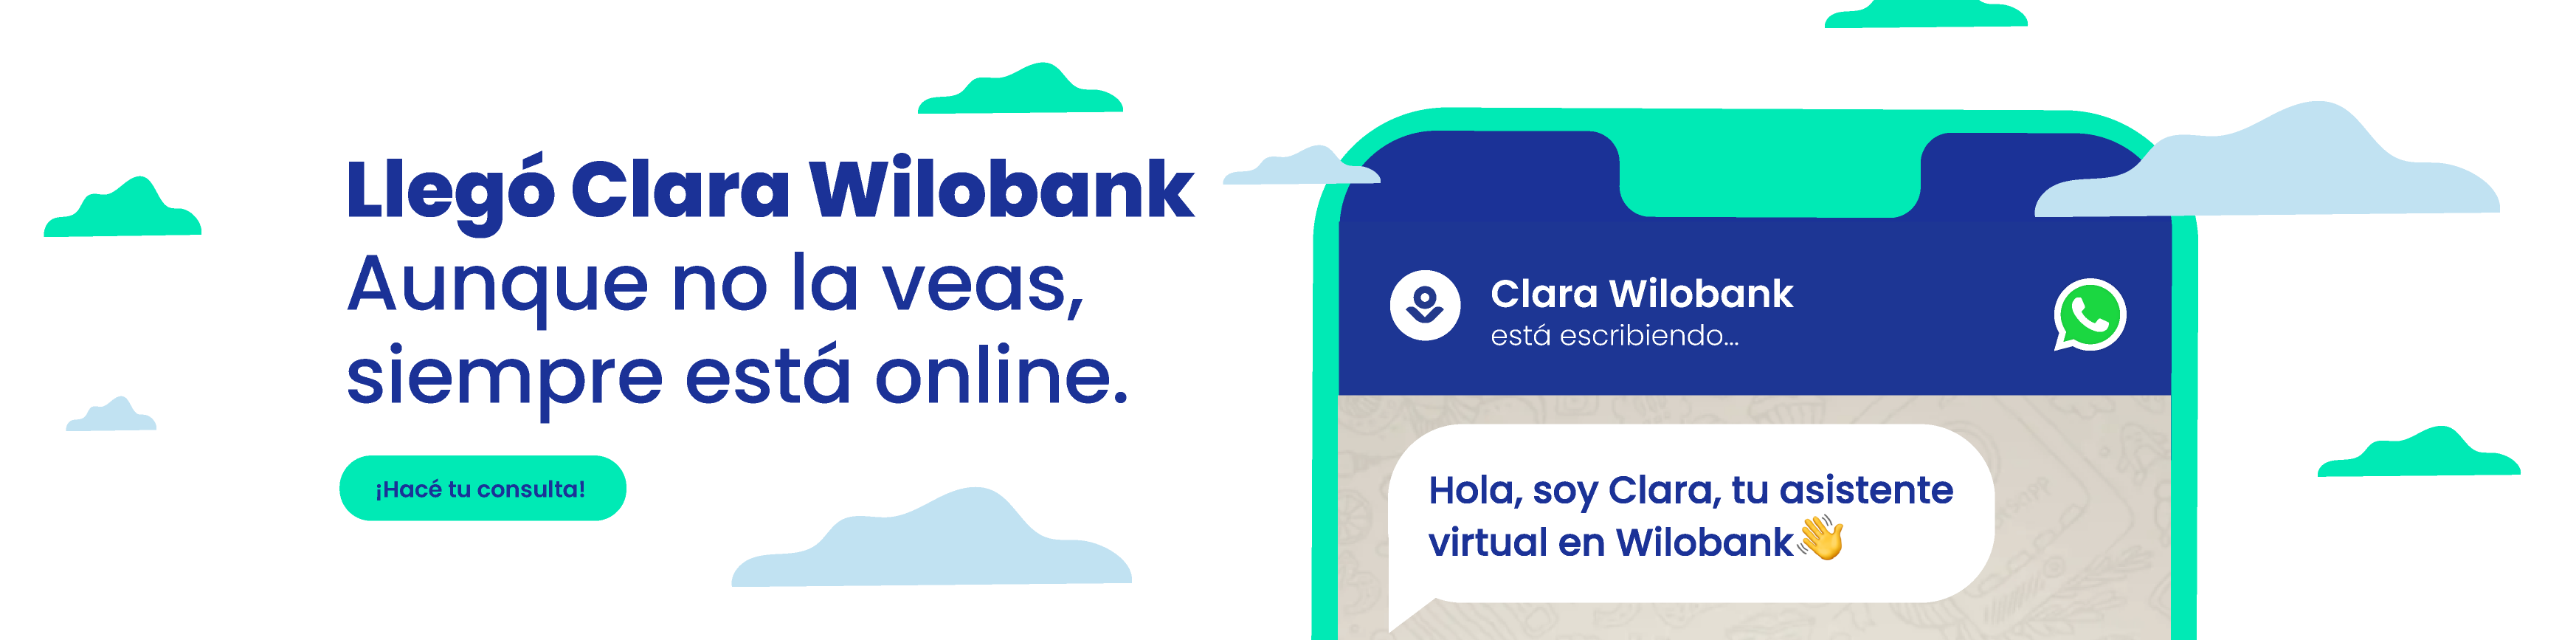 Llegó Clara Wilobank
Aunque no la veas,
siempre está online.
¡Hacé tu consulta!
Clara Wilobank
está escribiendo...
Hola, soy Clara, tu asistente
virtual en Wilobank👋